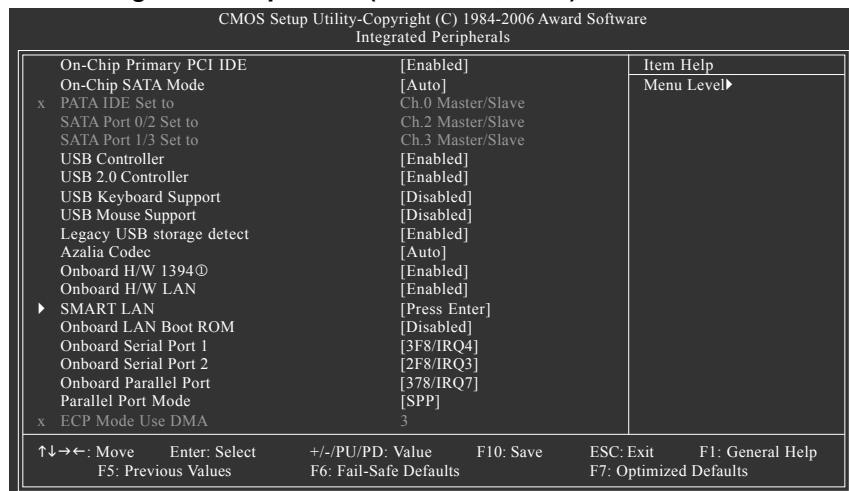 CMOS Setup Utility-Copyright (C) 1984-2006 Award Software
Integrated Peripherals
On-Chip Primary PCI IDE [Enabled] Item Help
On-Chip SATA Mode [Auto] Menu Level▶
x PATA IDE Set to Ch.0 Master/Slave
SATA Port 0/2 Set to Ch.2 Master/Slave
SATA Port 1/3 Set to Ch.3 Master/Slave
USB Controller [Enabled]
USB 2.0 Controller [Enabled]
USB Keyboard Support [Disabled]
USB Mouse Support [Disabled]
Legacy USB storage detect [Enabled]
Azalia Codec [Auto]
Onboard H/W 1394① [Enabled]
Onboard H/W LAN [Enabled]
▶ SMART LAN [Press Enter]
Onboard LAN Boot ROM [Disabled]
Onboard Serial Port 1 [3F8/IRQ4]
Onboard Serial Port 2 [2F8/IRQ3]
Onboard Parallel Port [378/IRQ7]
Parallel Port Mode [SPP]
x ECP Mode Use DMA 3
↑↓→←: Move Enter: Select +/-/PU/PD: Value F10: Save ESC: Exit F1: General Help
F5: Previous Values F6: Fail-Safe Defaults F7: Optimized Defaults